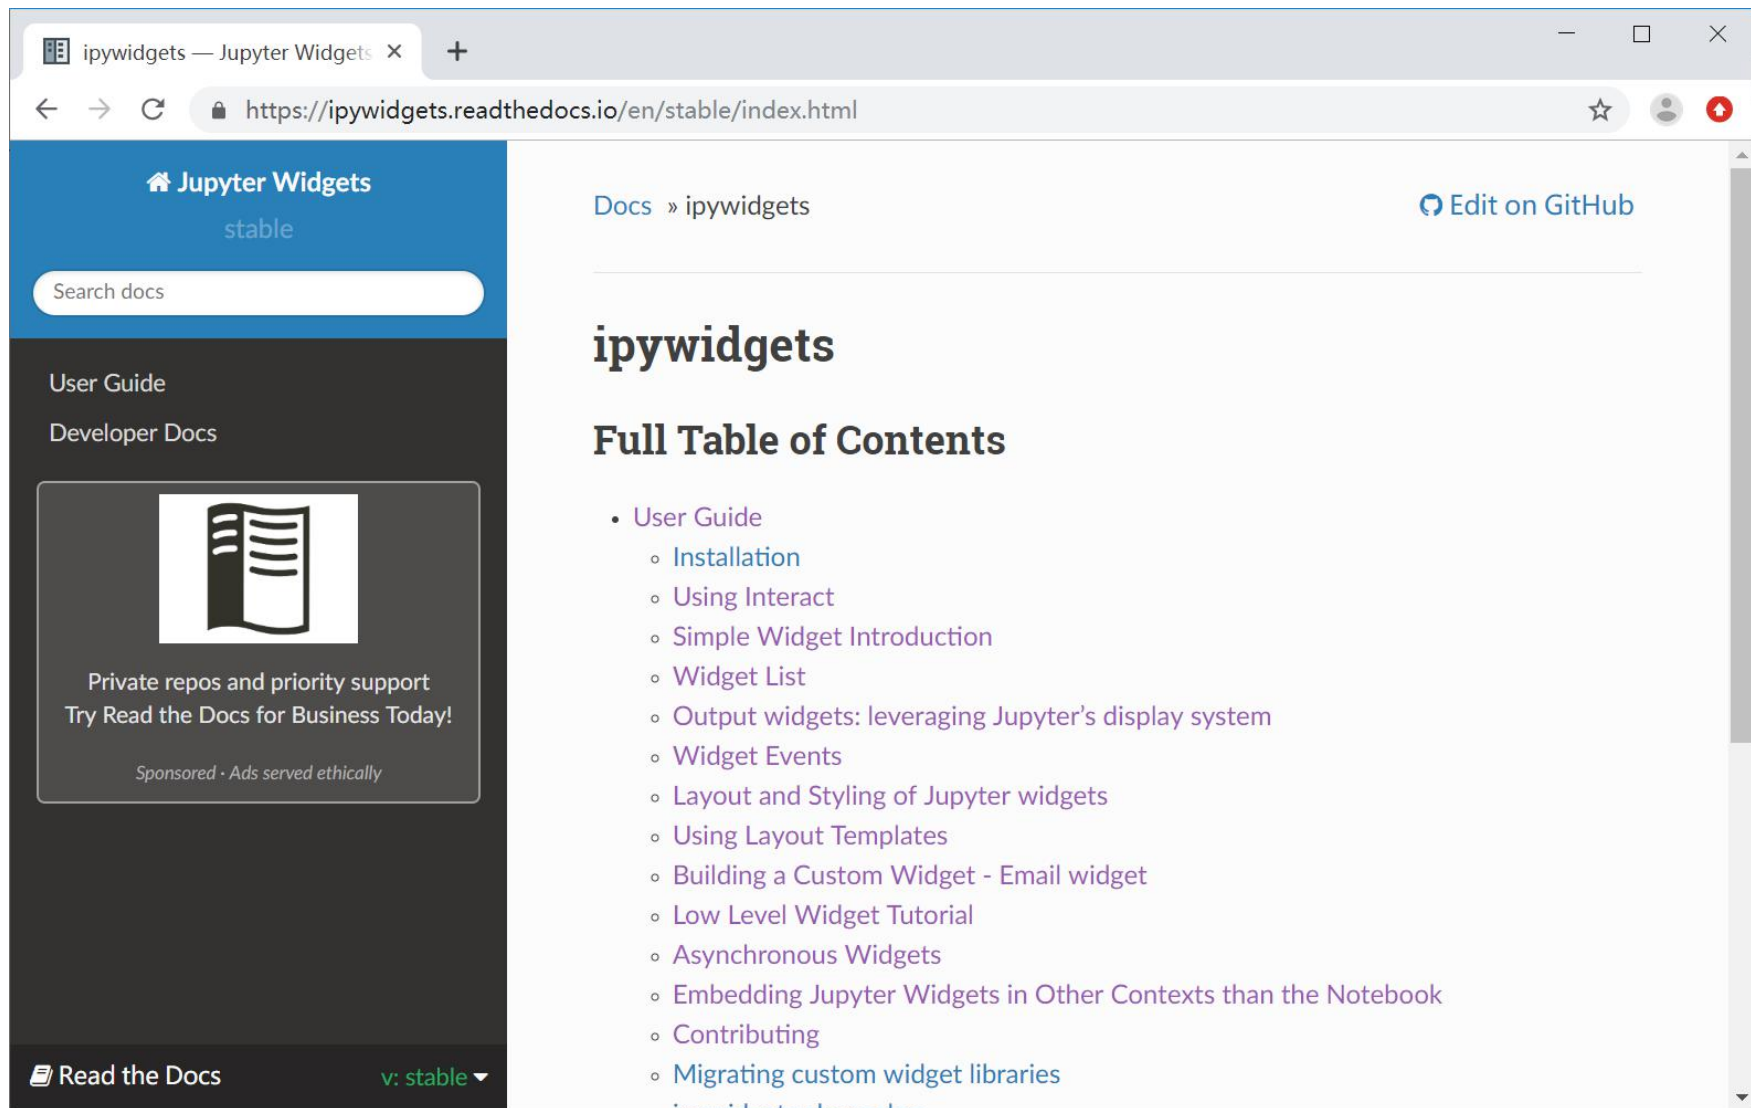 ipywidgets — Jupyter Widgets
https://ipywidgets.readthedocs.io/en/stable/index.html
Jupyter Widgets
stable
Search docs
User Guide
Developer Docs
Private repos and priority support
Try Read the Docs for Business Today!
Sponsored · Ads served ethically
Read the Docs
v: stable
Docs » ipywidgets
Edit on GitHub
ipywidgets
Full Table of Contents
User Guide
Installation
Using Interact
Simple Widget Introduction
Widget List
Output widgets: leveraging Jupyter’s display system
Widget Events
Layout and Styling of Jupyter widgets
Using Layout Templates
Building a Custom Widget - Email widget
Low Level Widget Tutorial
Asynchronous Widgets
Embedding Jupyter Widgets in Other Contexts than the Notebook
Contributing
Migrating custom widget libraries